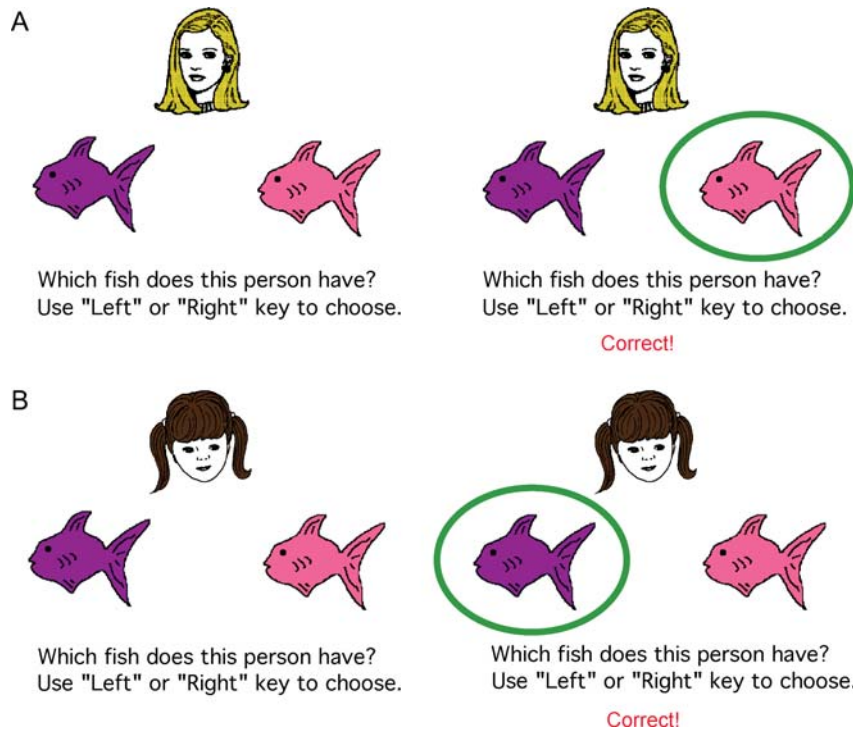 A
Which fish does this person have?
Use "Left" or "Right" key to choose.
Which fish does this person have?
Use "Left" or "Right" key to choose.
Correct!
B
Which fish does this person have?
Use "Left" or "Right" key to choose.
Which fish does this person have?
Use "Left" or "Right" key to choose.
Correct!